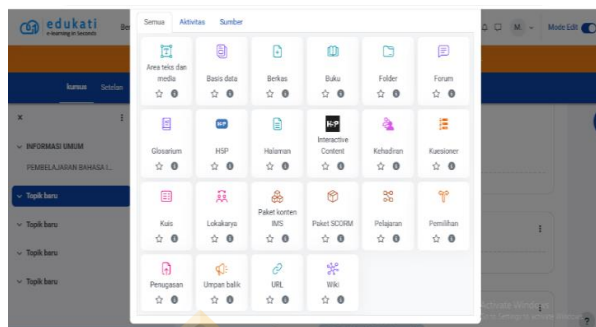 edukati
e-learning in Seconds
Be
Semua Aktivitas Sumber
M
Mode Edit
kursus Setelan
Area teks dan media
Basis data
Berkas
Buku
Folder
Forum
INFORMASI UMUM
PEMBELAJARAN BAHASA I...
Topik baru
Topik baru
Topik baru
Topik baru
Glosarium
H5P
Halaman
Interactive Content
Kehadiran
Kuesioner
Kuis
Lokakarya
Paket konten IMS
Paket SCORM
Pelajaran
Pemilihan
Penugasan
Umpan balik
URL
Wiki
Activate Windows